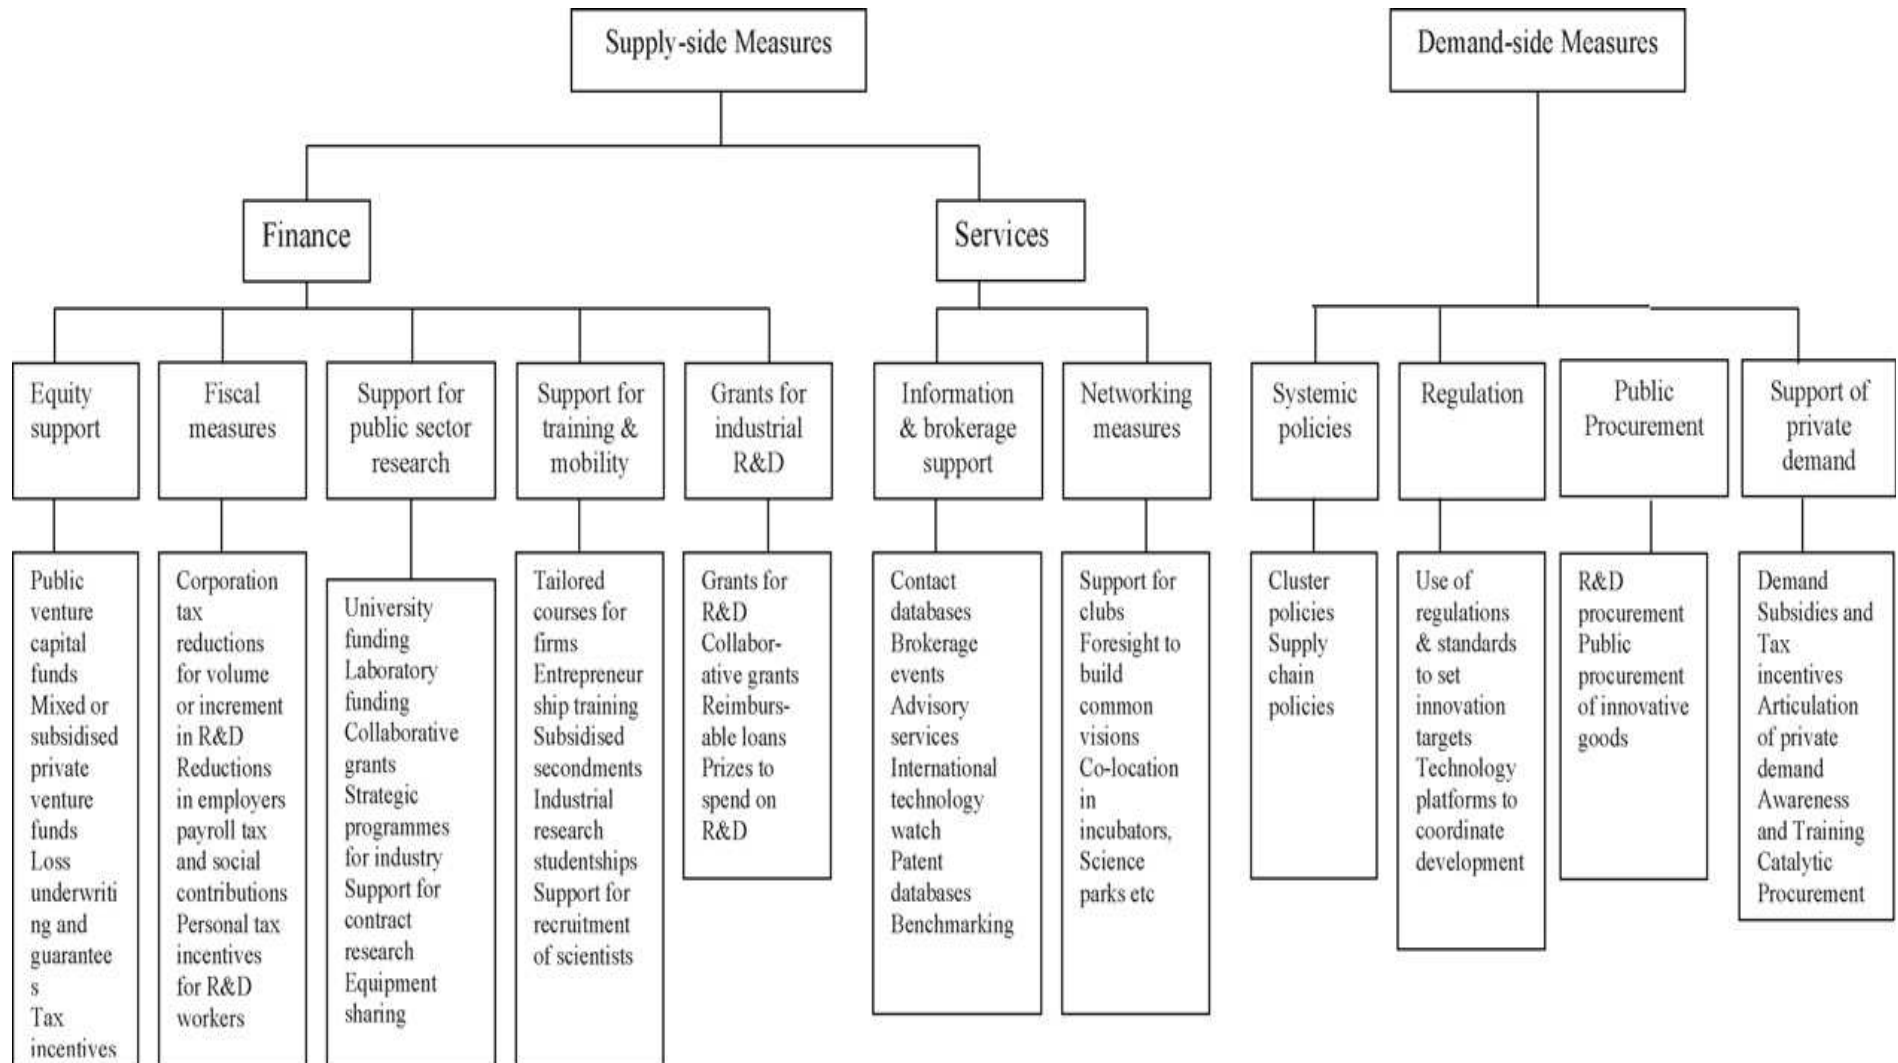 Supply-side Measures
Demand-side Measures
Finance
Services
Equity
support
Fiscal
measures
Support for
public sector
research
Support for
training &
mobility
Grants for
industrial
R&D
Information
& brokerage
support
Networking
measures
Systemic
policies
Regulation
Public
Procurement
Support of
private
demand
Public
venture
capital
funds
Mixed or
subsidised
private
venture
funds
Loss
underwriti
ng and
guarantee
s
Tax
incentives
Corporation
tax
reductions
for volume
or increment
in R&D
Reductions
in employers
payroll tax
and social
contributions
Personal tax
incentives
for R&D
workers
University
funding
Laboratory
funding
Collaborative
grants
Strategic
programmes
for industry
Support for
contract
research
Equipment
sharing
Tailored
courses for
firms
Entrepreneur
ship training
Subsidised
secondments
Industrial
research
studentships
Support for
recruitment
of scientists
Grants for
R&D
Collabor-
ative grants
Reimburs-
able loans
Prizes to
spend on
R&D
Contact
databases
Brokerage
events
Advisory
services
International
technology
watch
Patent
databases
Benchmarking
Support for
clubs
Foresight to
build
common
visions
Co-location
in
incubators,
Science
parks etc
Cluster
policies
Supply
chain
policies
Use of
regulations
& standards
to set
innovation
targets
Technology
platforms to
coordinate
development
R&D
procurement
Public
procurement
of innovative
goods
Demand
Subsidies and
Tax
incentives
Articulation
of private
demand
Awareness
and Training
Catalytic
Procurement